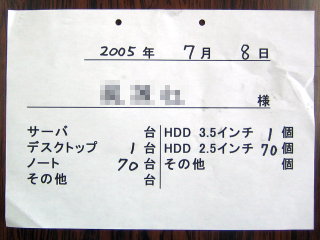 2005 年 7 月 8 日
様
サーバ 台 HDD 3.5インチ 1 個
デスクトップ 1 台 HDD 2.5インチ 70 個
ノート 70 台 その他 個
その他 台